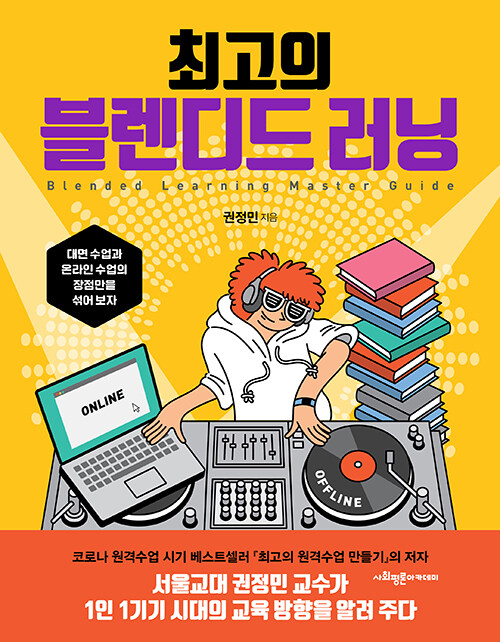 최고의
블렌디드 러닝
Blended Learning Master Guide
권정민 지음
대면 수업과
온라인 수업의
장점만을
섞어 보자
ONLINE
OFFLINE
코로나 원격수업 시기 베스트셀러 『최고의 원격수업 만들기』의 저자
서울교대 권정민 교수가
1인 1기기 시대의 교육 방향을 알려 주다
사회평론아카데미